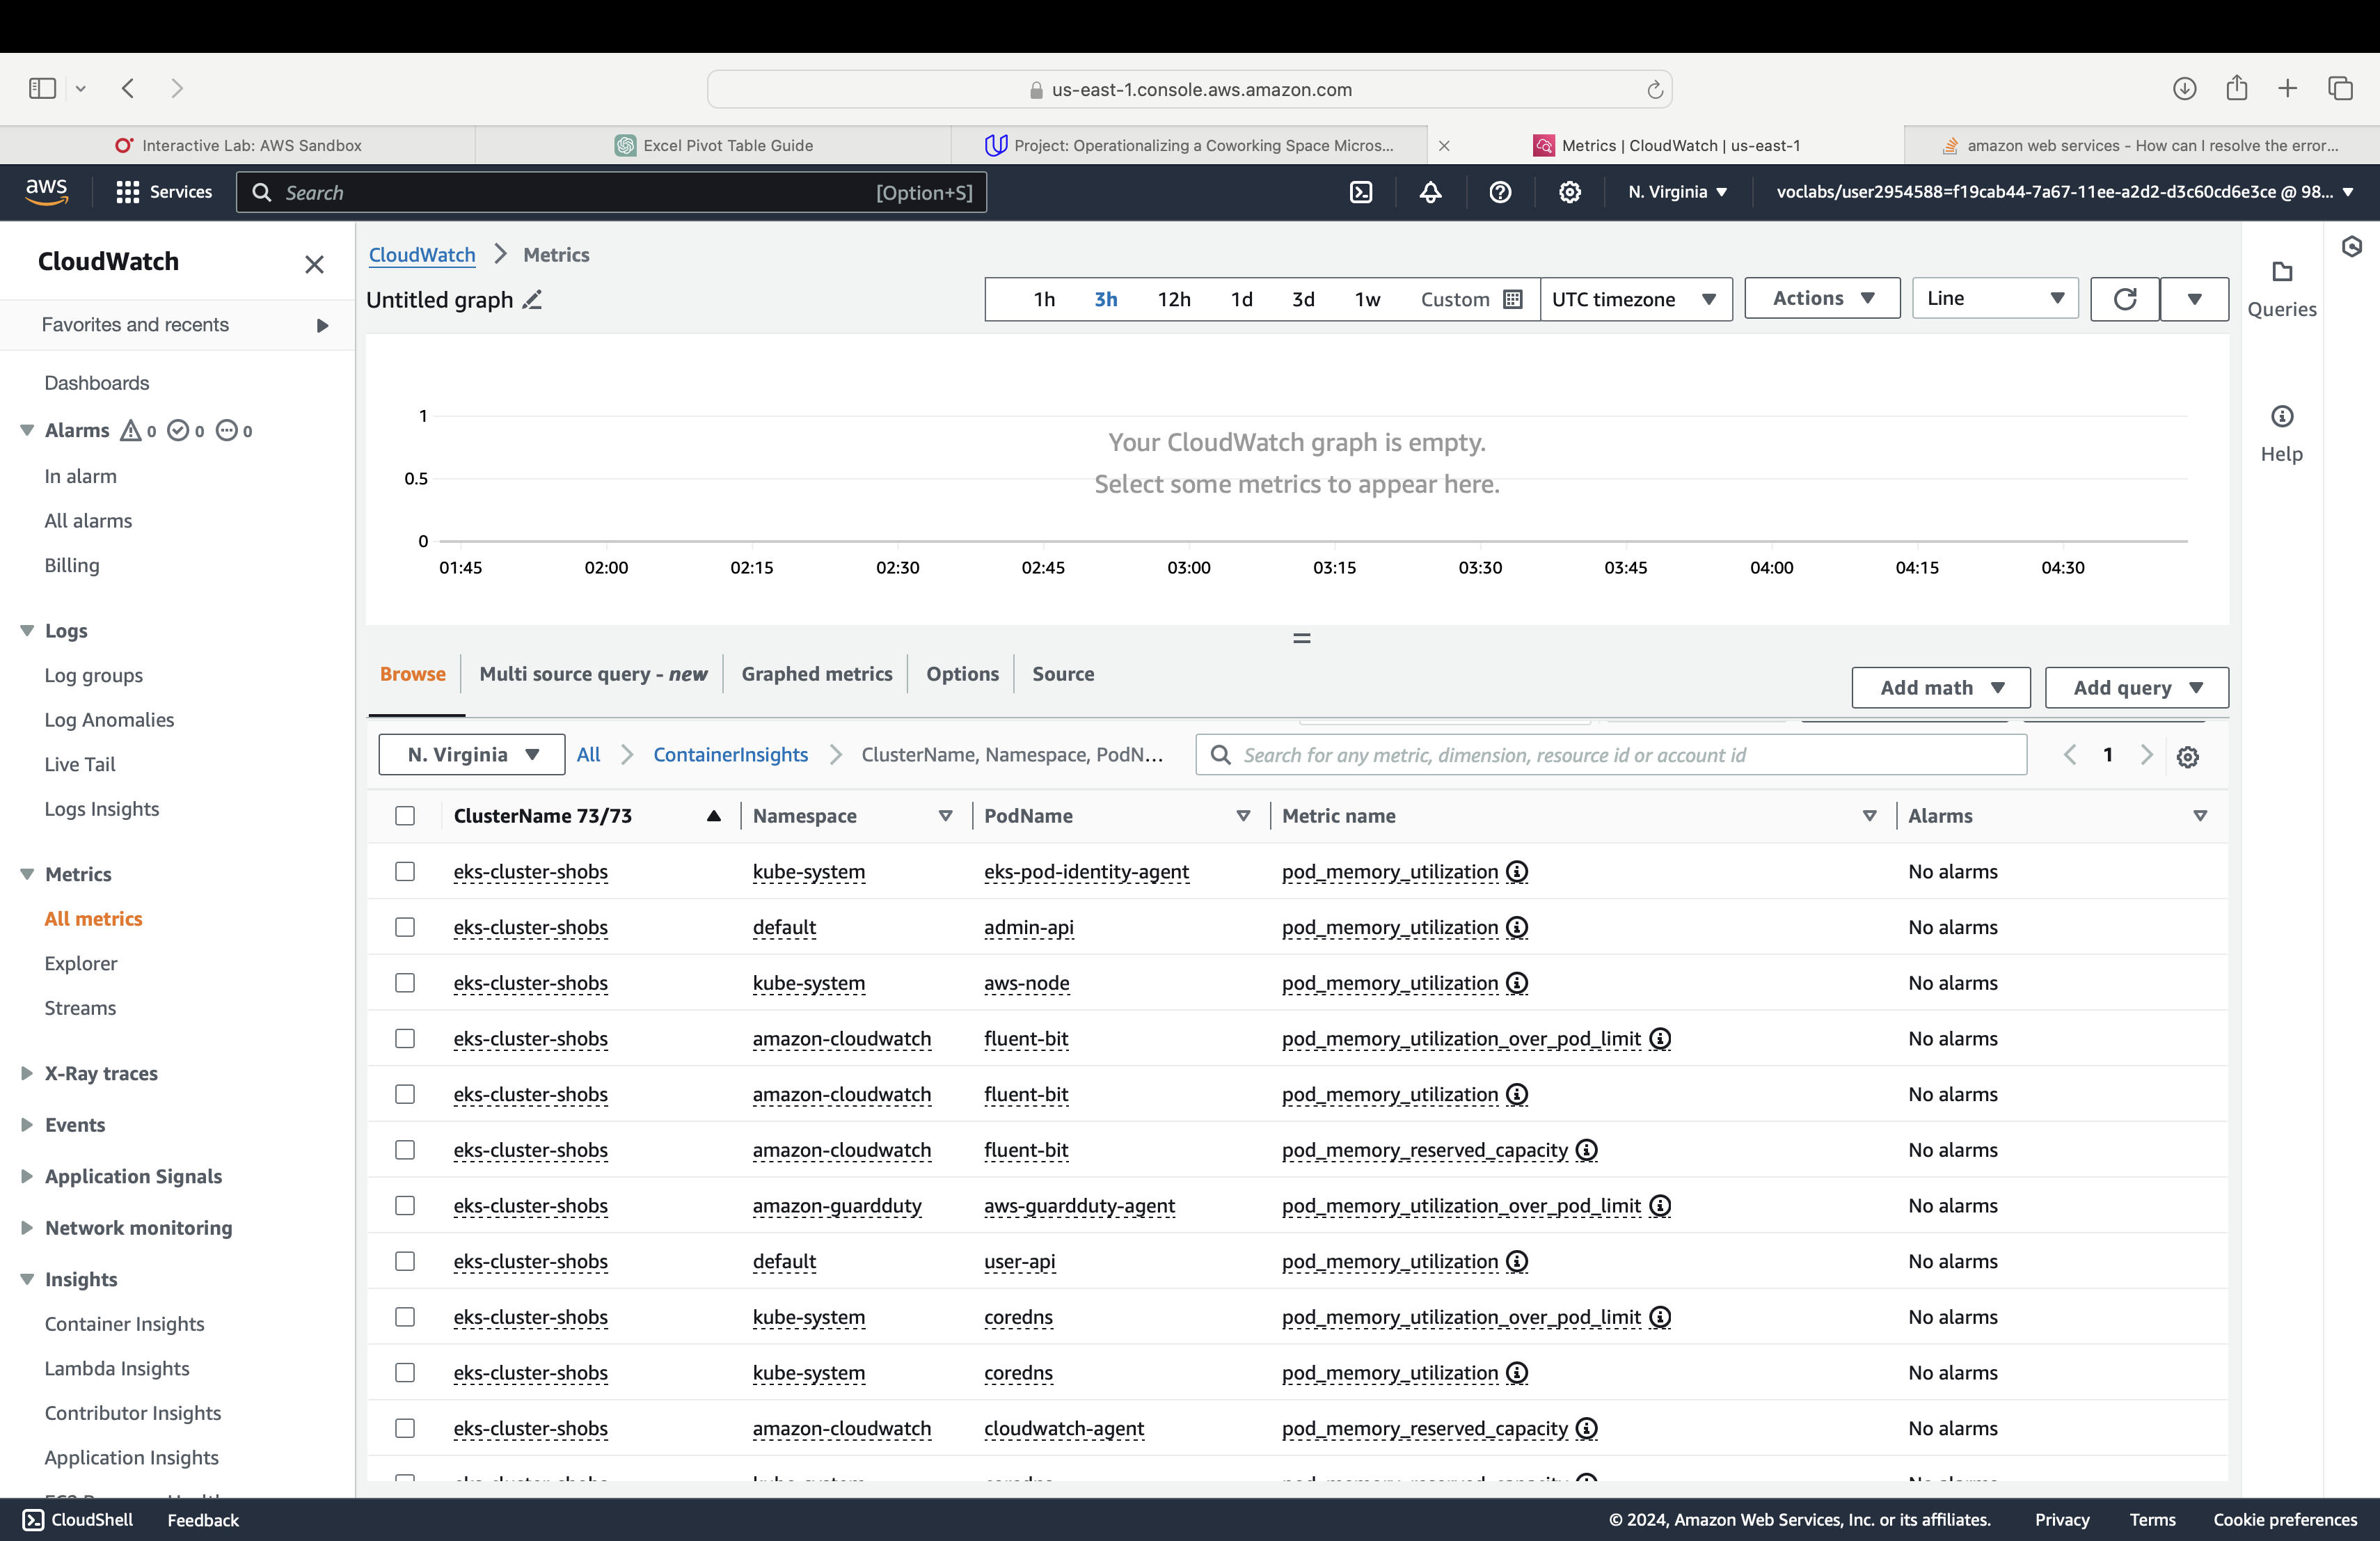 us-east-1.console.aws.amazon.com
Interactive Lab: AWS Sandbox
Excel Pivot Table Guide
Project: Operationalizing a Coworking Space Micros...
Metrics | CloudWatch | us-east-1
amazon web services - How can I resolve the error...
aws
Services
Search [Option+S]
N. Virginia
voclabs/user2954588=f19cab44-7a67-11ee-a2d2-d3c60cd6e3ce @ 98...
CloudWatch
Favorites and recents
Dashboards
Alarms 0 0 0
In alarm
All alarms
Billing
Logs
Log groups
Log Anomalies
Live Tail
Logs Insights
Metrics
All metrics
Explorer
Streams
X-Ray traces
Events
Application Signals
Network monitoring
Insights
Container Insights
Lambda Insights
Contributor Insights
Application Insights
CloudWatch Metrics
Untitled graph
1h 3h 12h 1d 3d 1w Custom UTC timezone Actions Line
Queries
Help
Your CloudWatch graph is empty.
Select some metrics to appear here.
1
0.5
0
01:45 02:00 02:15 02:30 02:45 03:00 03:15 03:30 03:45 04:00 04:15 04:30
Browse Multi source query - new Graphed metrics Options Source Add math Add query
N. Virginia All ContainerInsights ClusterName, Namespace, PodN... Search for any metric, dimension, resource id or account id 1
ClusterName 73/73 Namespace PodName Metric name Alarms
eks-cluster-shobs kube-system eks-pod-identity-agent pod_memory_utilization No alarms
eks-cluster-shobs default admin-api pod_memory_utilization No alarms
eks-cluster-shobs kube-system aws-node pod_memory_utilization No alarms
eks-cluster-shobs amazon-cloudwatch fluent-bit pod_memory_utilization_over_pod_limit No alarms
eks-cluster-shobs amazon-cloudwatch fluent-bit pod_memory_utilization No alarms
eks-cluster-shobs amazon-cloudwatch fluent-bit pod_memory_reserved_capacity No alarms
eks-cluster-shobs amazon-guardduty aws-guardduty-agent pod_memory_utilization_over_pod_limit No alarms
eks-cluster-shobs default user-api pod_memory_utilization No alarms
eks-cluster-shobs kube-system coredns pod_memory_utilization_over_pod_limit No alarms
eks-cluster-shobs kube-system coredns pod_memory_utilization No alarms
eks-cluster-shobs amazon-cloudwatch cloudwatch-agent pod_memory_reserved_capacity No alarms
CloudShell Feedback © 2024, Amazon Web Services, Inc. or its affiliates. Privacy Terms Cookie preferences